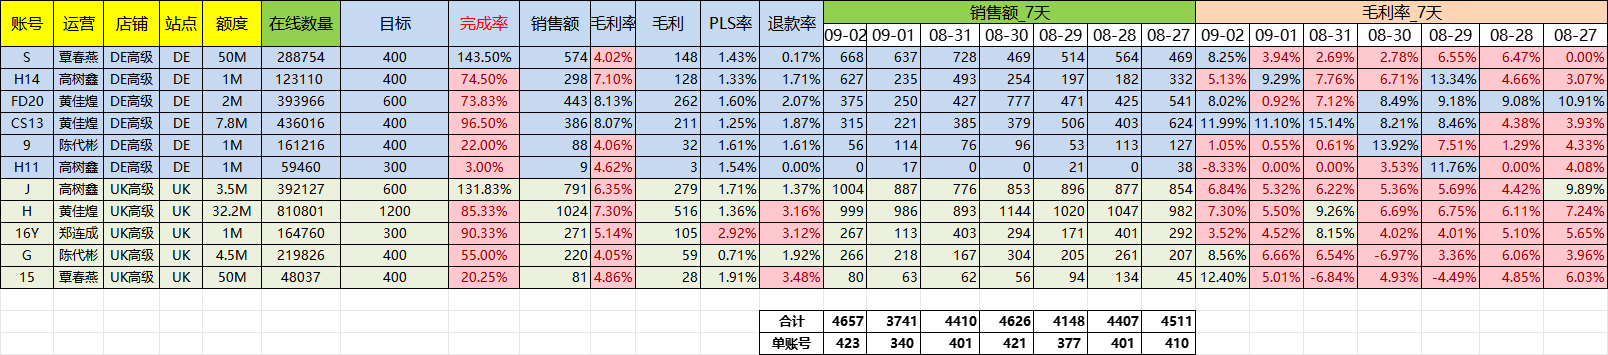 账号 运营 店铺 站点 额度 在线数量 目标 完成率 销售额 毛利率 毛利 PLS率 退款率 销售额_7天 毛利率_7天
09-02 09-01 08-31 08-30 08-29 08-28 08-27 09-02 09-01 08-31 08-30 08-29 08-28 08-27
S 覃春燕 DE高级 DE 50M 288754 400 143.50% 574 4.02% 148 1.43% 0.17% 668 637 728 469 514 564 469 8.25% 3.94% 2.69% 2.78% 6.55% 6.47% 0.00%
H14 高树鑫 DE高级 DE 1M 123110 400 74.50% 298 7.10% 128 1.33% 1.71% 627 235 493 254 197 182 332 5.13% 9.29% 7.76% 6.71% 13.34% 4.66% 3.07%
FD20 黄佳煌 DE高级 DE 2M 393966 600 73.83% 443 8.13% 262 1.60% 2.07% 375 250 427 777 471 425 541 8.02% 0.92% 7.12% 8.49% 9.18% 9.08% 10.91%
CS13 黄佳煌 DE高级 DE 7.8M 436016 400 96.50% 386 8.07% 211 1.25% 1.87% 315 221 385 379 506 403 624 11.99% 11.10% 15.14% 8.21% 8.46% 4.38% 3.93%
9 陈代彬 DE高级 DE 1M 161216 400 22.00% 88 4.06% 32 1.61% 1.61% 56 114 76 96 53 113 127 1.05% 0.55% 0.61% 13.92% 7.51% 1.29% 4.33%
H11 高树鑫 DE高级 DE 1M 59460 300 3.00% 9 4.62% 3 1.54% 0.00% 0 17 0 0 21 0 38 -8.33% 0.00% 0.00% 3.53% 11.76% 0.00% 4.08%
J 高树鑫 UK高级 UK 3.5M 392127 600 131.83% 791 6.35% 279 1.71% 1.37% 1004 887 776 853 896 877 854 6.84% 5.32% 6.22% 5.36% 5.69% 4.42% 9.89%
H 黄佳煌 UK高级 UK 32.2M 810801 1200 85.33% 1024 7.30% 516 1.36% 3.16% 999 986 893 1144 1020 1047 982 7.30% 5.50% 9.26% 6.69% 6.75% 6.11% 7.24%
16Y 郑连成 UK高级 UK 1M 164760 300 90.33% 271 5.14% 105 2.92% 3.12% 267 113 403 294 171 401 292 3.52% 4.52% 8.15% 4.02% 4.01% 5.10% 5.65%
G 陈代彬 UK高级 UK 4.5M 219826 400 55.00% 220 4.05% 59 0.71% 1.92% 266 218 167 304 205 261 207 8.56% 6.66% 6.54% -6.97% 3.36% 6.06% 3.96%
15 覃春燕 UK高级 UK 50M 48037 400 20.25% 81 4.86% 28 1.91% 3.48% 80 63 62 56 94 134 45 12.40% 5.01% -6.84% 4.93% -4.49% 4.85% 6.03%
合计 4657 3741 4410 4626 4148 4407 4511
单账号 423 340 401 421 377 401 410